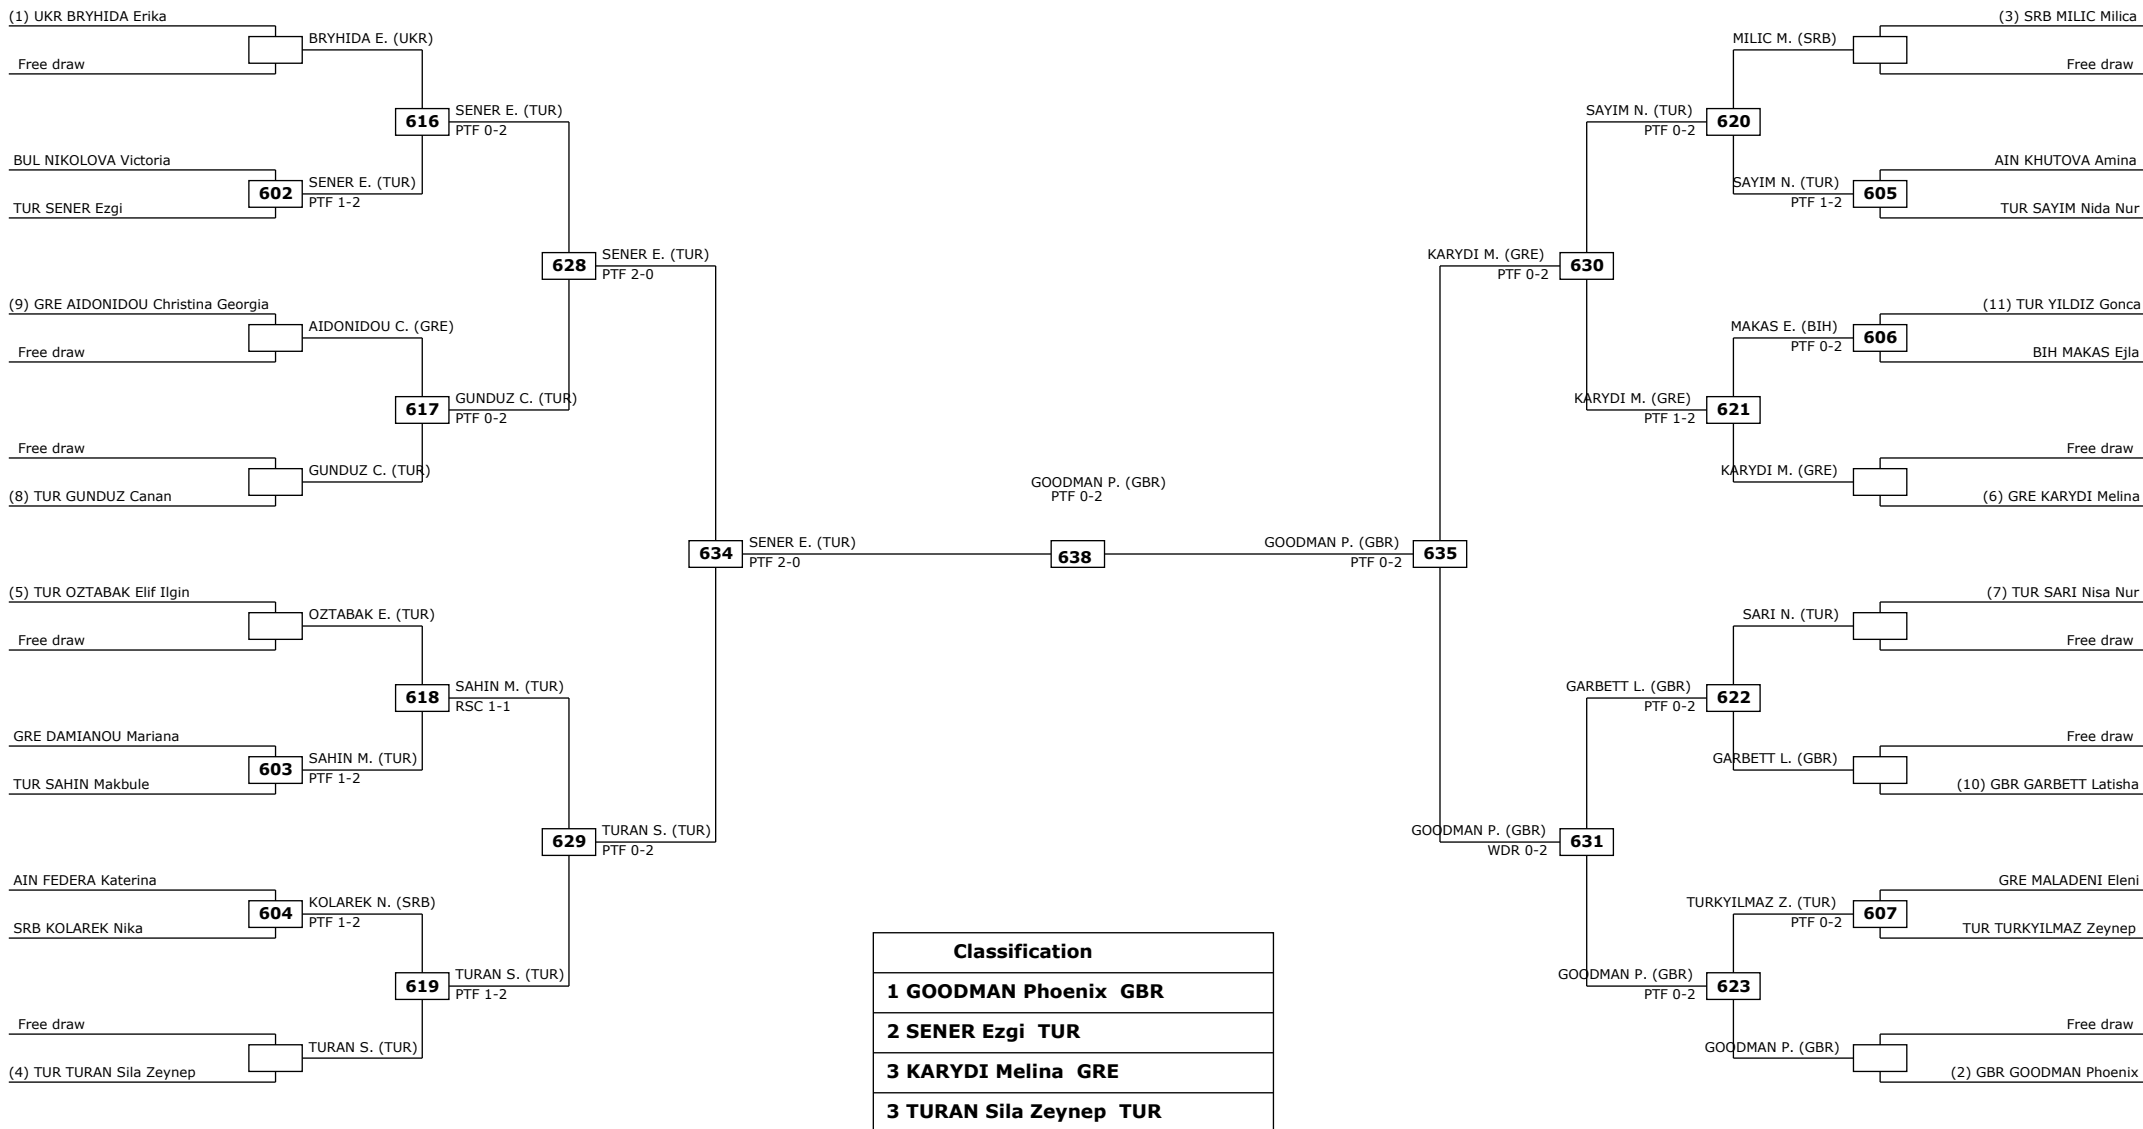 (1) UKR BRYHIDA Erika
BRYHIDA E. (UKR)
Free draw
616
SENER E. (TUR)
PTF 0-2
BUL NIKOLOVA Victoria
602
SENER E. (TUR)
PTF 1-2
TUR SENER Ezgi
628
SENER E. (TUR)
PTF 2-0
(9) GRE AIDONIDOU Christina Georgia
AIDONIDOU C. (GRE)
Free draw
617
GUNDUZ C. (TUR)
PTF 0-2
Free draw
GUNDUZ C. (TUR)
(8) TUR GUNDUZ Canan
634
SENER E. (TUR)
PTF 2-0
(5) TUR OZTABAK Elif Ilgin
OZTABAK E. (TUR)
Free draw
618
SAHIN M. (TUR)
RSC 1-1
GRE DAMIANOU Mariana
603
SAHIN M. (TUR)
PTF 1-2
TUR SAHIN Makbule
629
TURAN S. (TUR)
PTF 0-2
AIN FEDERA Katerina
604
KOLAREK N. (SRB)
PTF 1-2
SRB KOLAREK Nika
619
TURAN S. (TUR)
PTF 1-2
Free draw
TURAN S. (TUR)
(4) TUR TURAN Sila Zeynep
GOODMAN P. (GBR)
PTF 0-2
638
(3) SRB MILIC Milica
MILIC M. (SRB)
Free draw
SAYIM N. (TUR)
PTF 0-2
620
AIN KHUTOVA Amina
SAYIM N. (TUR)
PTF 1-2
605
TUR SAYIM Nida Nur
KARYDI M. (GRE)
PTF 0-2
630
(11) TUR YILDIZ Gonca
MAKAS E. (BIH)
PTF 0-2
606
BIH MAKAS Ejla
KARYDI M. (GRE)
PTF 1-2
621
Free draw
KARYDI M. (GRE)
(6) GRE KARYDI Melina
GOODMAN P. (GBR)
PTF 0-2
635
(7) TUR SARI Nisa Nur
SARI N. (TUR)
Free draw
GARBETT L. (GBR)
PTF 0-2
622
Free draw
GARBETT L. (GBR)
(10) GBR GARBETT Latisha
GOODMAN P. (GBR)
WDR 0-2
631
GRE MALADENI Eleni
TURKYILMAZ Z. (TUR)
PTF 0-2
607
TUR TURKYILMAZ Zeynep
GOODMAN P. (GBR)
PTF 0-2
623
Free draw
GOODMAN P. (GBR)
(2) GBR GOODMAN Phoenix
Classification
1 GOODMAN Phoenix GBR
2 SENER Ezgi TUR
3 KARYDI Melina GRE
3 TURAN Sila Zeynep TUR